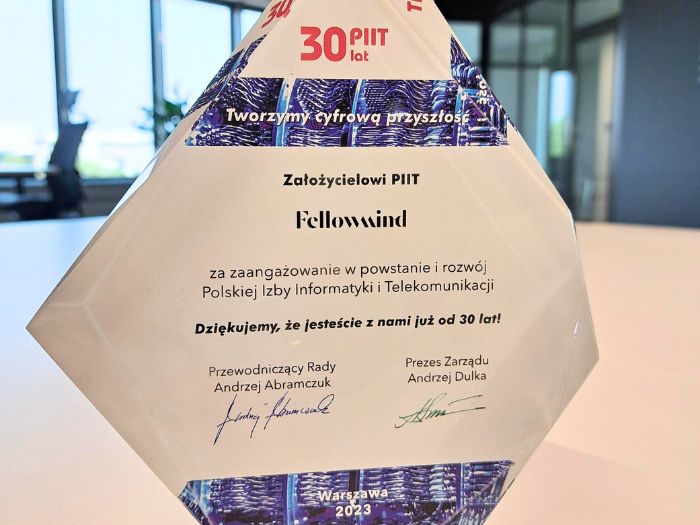 30 PIIT
lat
Tworzymy cyfrową przyszłość
Założycielowi PIIT
Fellowmind
za zaangażowanie w powstanie i rozwój
Polskiej Izby Informatyki i Telekomunikacji
Dziękujemy, że jesteście z nami już od 30 lat!
Przewodniczący Rady
Andrzej Abramczuk
Prezes Zarządu
Andrzej Dulka
Warszawa
2023